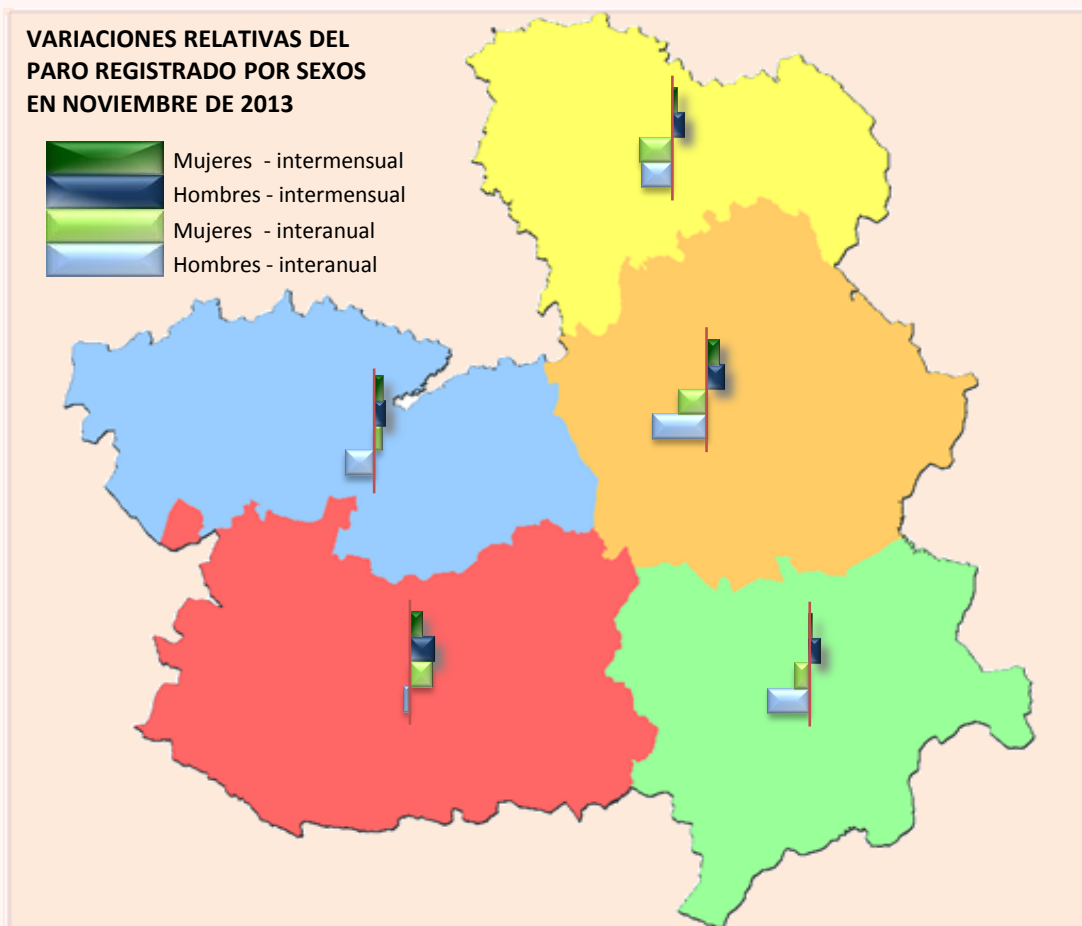 VARIACIONES RELATIVAS DEL
PARO REGISTRADO POR SEXOS
EN NOVIEMBRE DE 2013
Mujeres - intermensual
Hombres - intermensual
Mujeres - interanual
Hombres - interanual